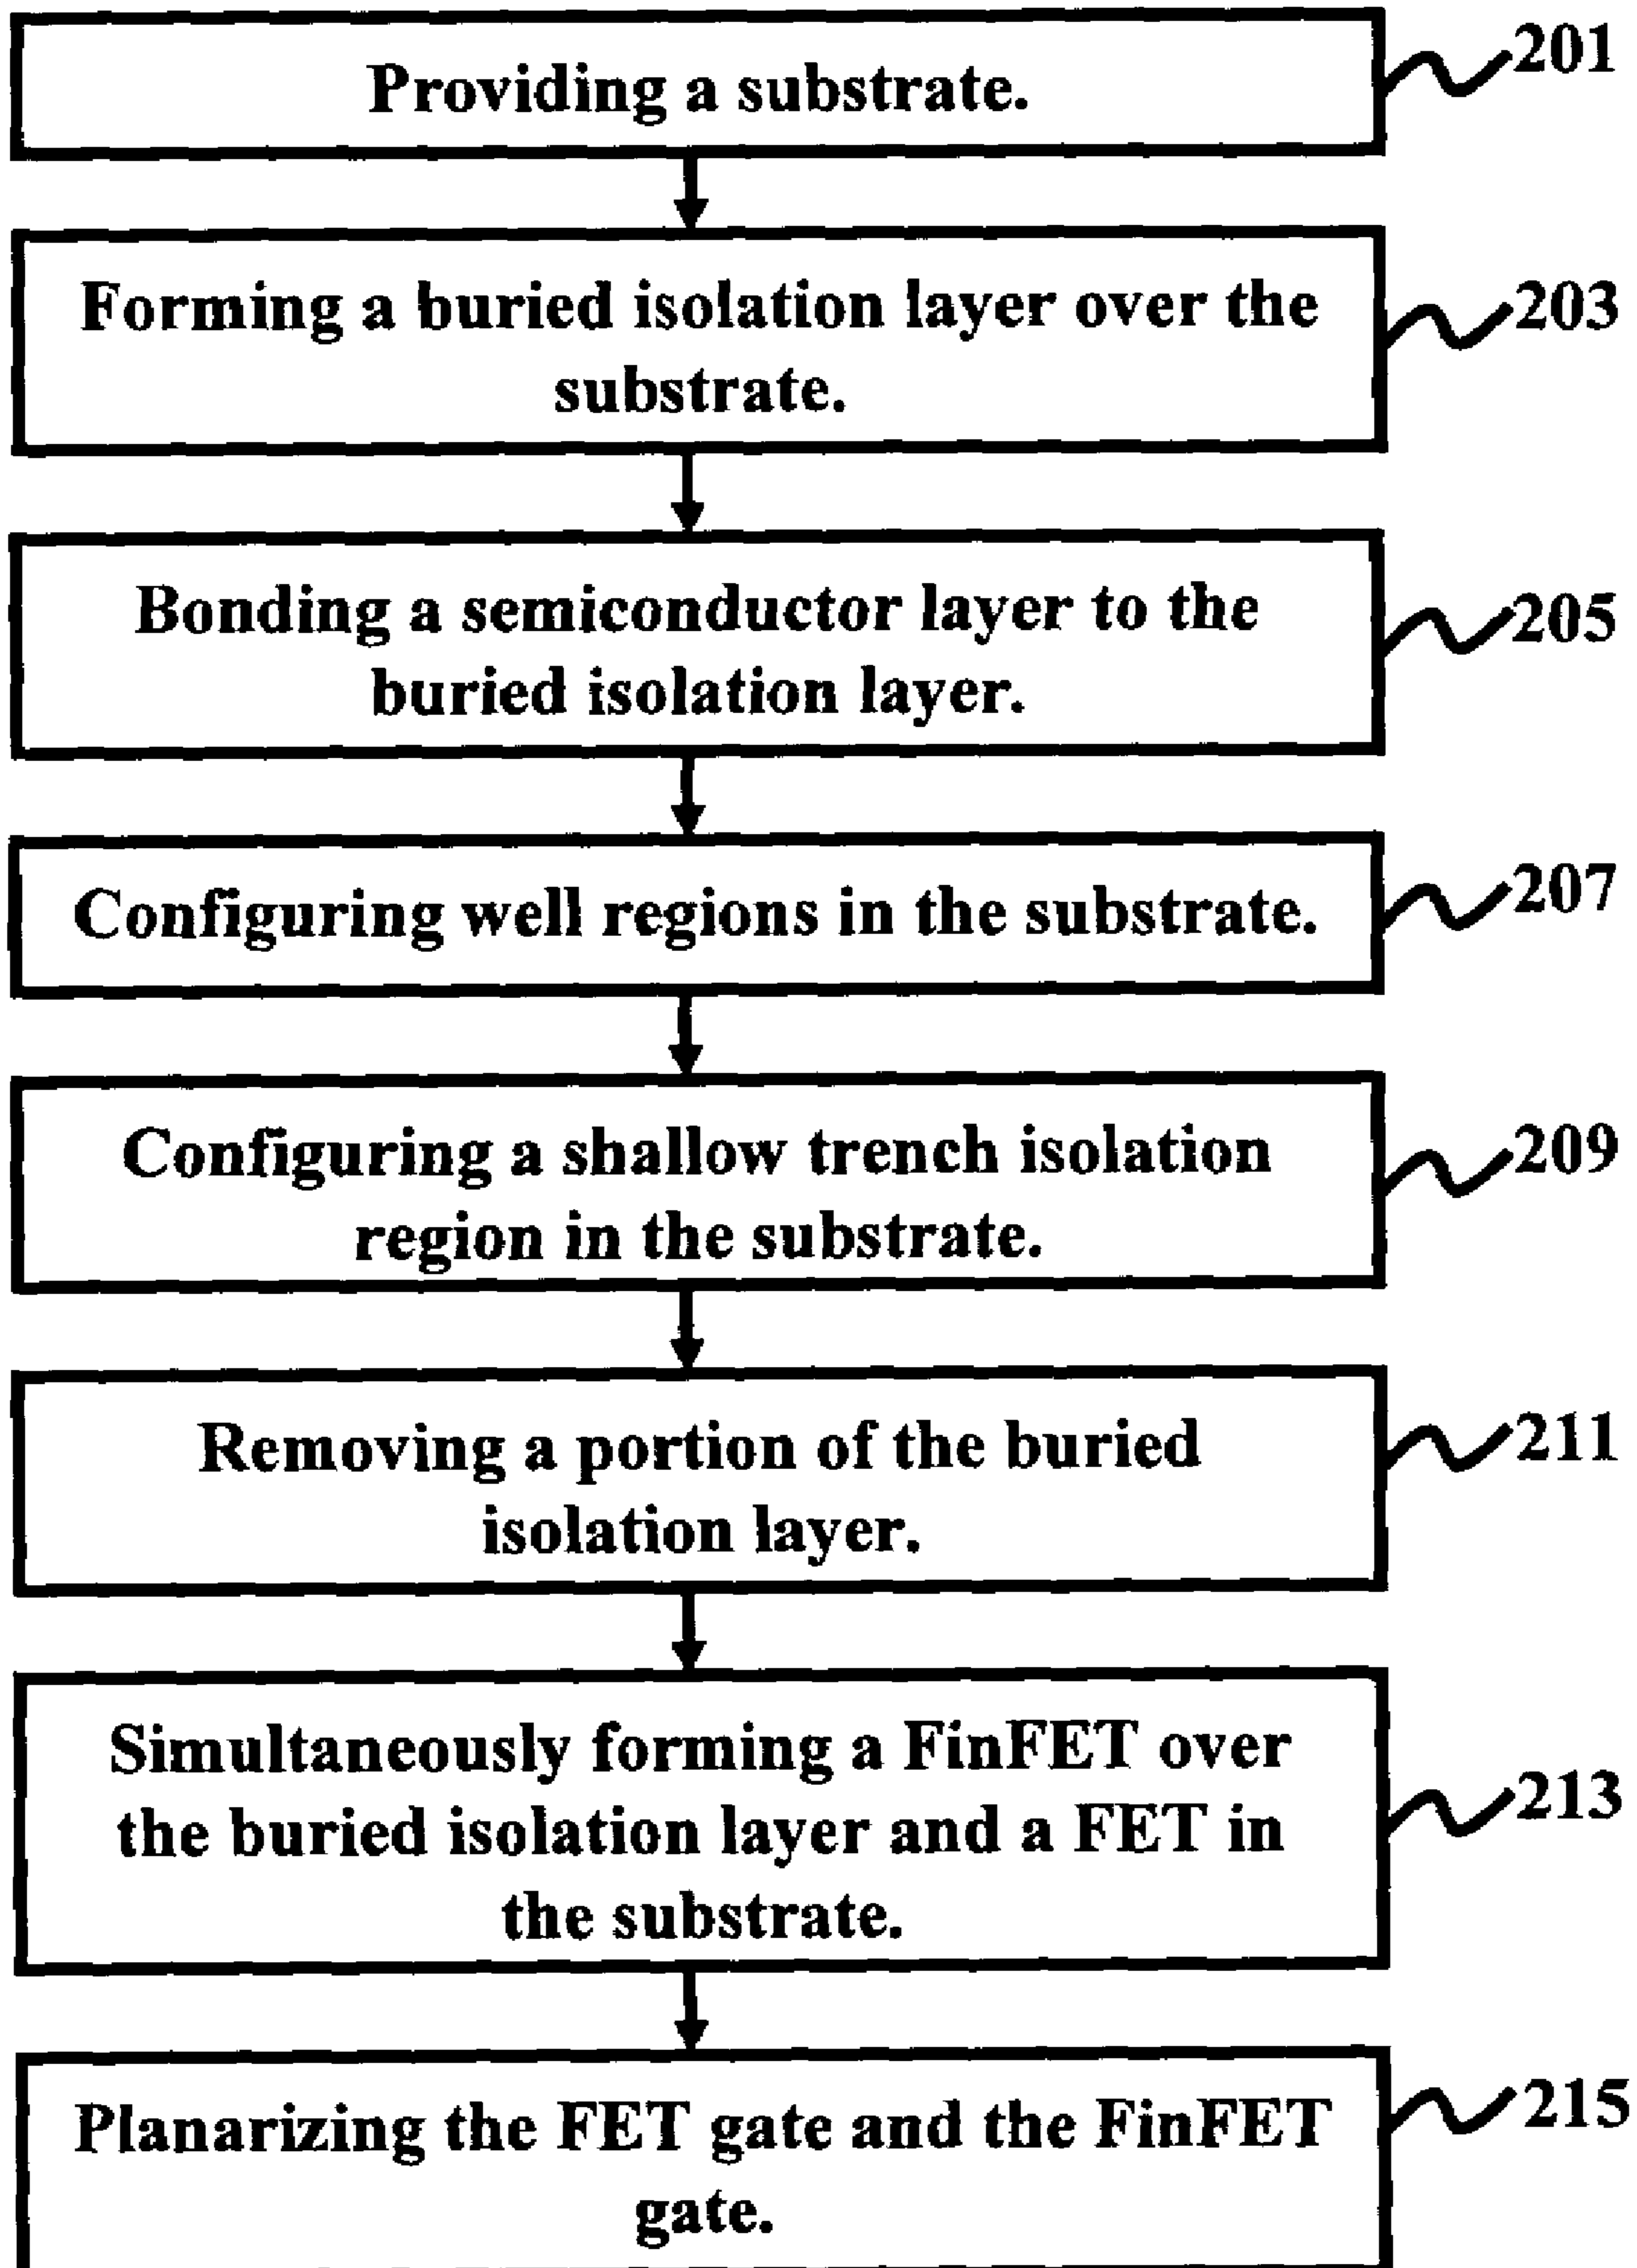 Providing a substrate.
201
Forming a buried isolation layer over the
substrate.
203
Bonding a semiconductor layer to the
buried isolation layer.
205
Configuring well regions in the substrate.
207
Configuring a shallow trench isolation
region in the substrate.
209
Removing a portion of the buried
isolation layer.
211
Simultaneously forming a FinFET over
the buried isolation layer and a FET in
the substrate.
213
Planarizing the FET gate and the FinFET
gate.
215